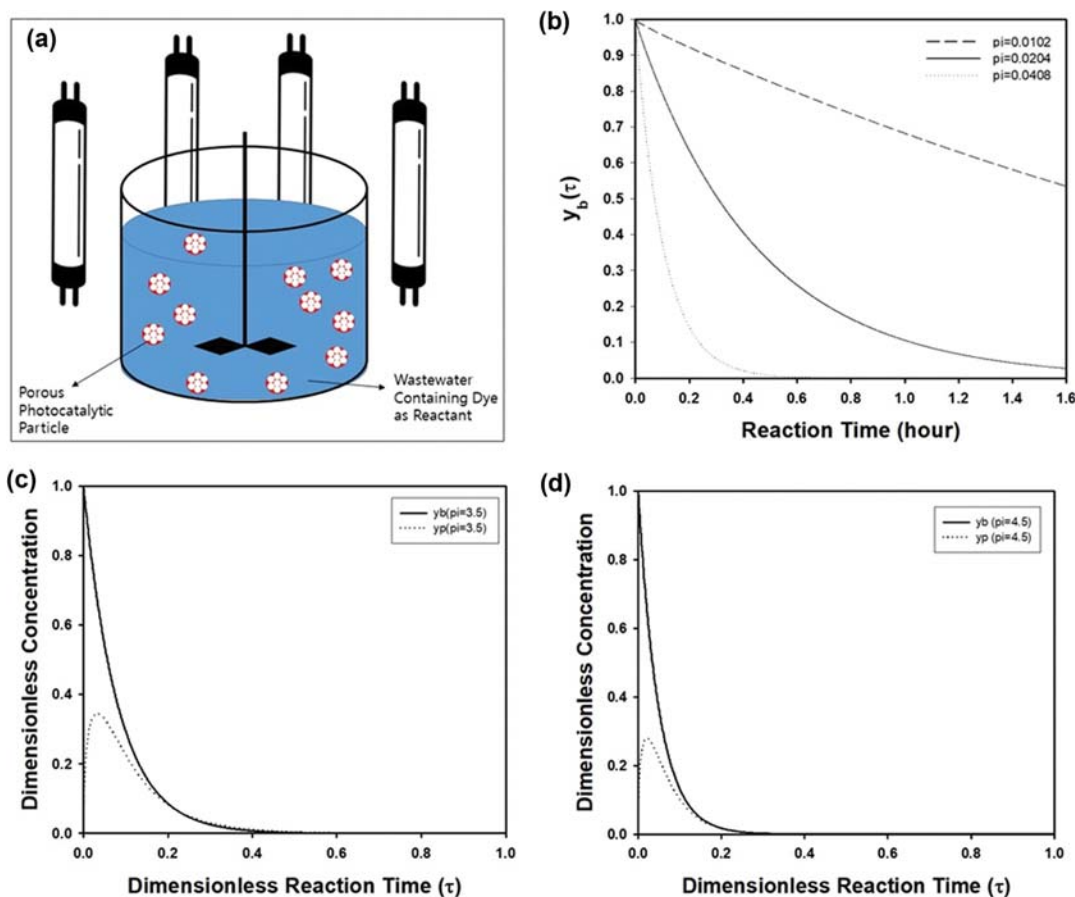 (a)
Porous
Photocatalytic
Particle
Wastewater
Containing Dye
as Reactant
(b)
pi=0.0102
pi=0.0204
pi=0.0408
1.0
0.9
0.8
0.7
0.6
0.5
0.4
0.3
0.2
0.1
0.0
y_b(τ)
0.0 0.2 0.4 0.6 0.8 1.0 1.2 1.4 1.6
Reaction Time (hour)
(c)
yb(pi=3.5)
yp(pi=3.5)
1.0
0.8
0.6
0.4
0.2
0.0
Dimensionless Concentration
0.0 0.2 0.4 0.6 0.8 1.0
Dimensionless Reaction Time (τ)
(d)
yb (pi=4.5)
yp (pi=4.5)
1.0
0.8
0.6
0.4
0.2
0.0
Dimensionless Concentration
0.0 0.2 0.4 0.6 0.8 1.0
Dimensionless Reaction Time (τ)